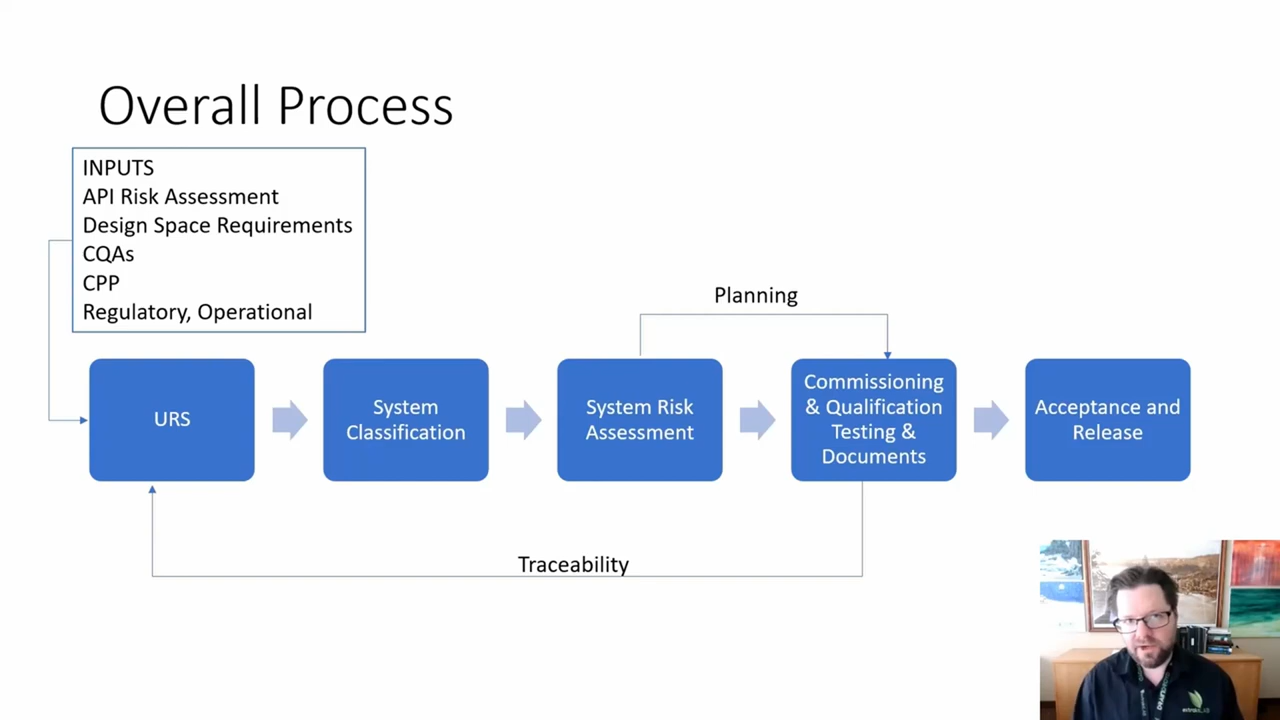 Overall Process
INPUTS
API Risk Assessment
Design Space Requirements
CQAs
CPP
Regulatory, Operational
Planning
URS
System
Classification
System Risk
Assessment
Commissioning
& Qualification
Testing &
Documents
Acceptance and
Release
Traceability